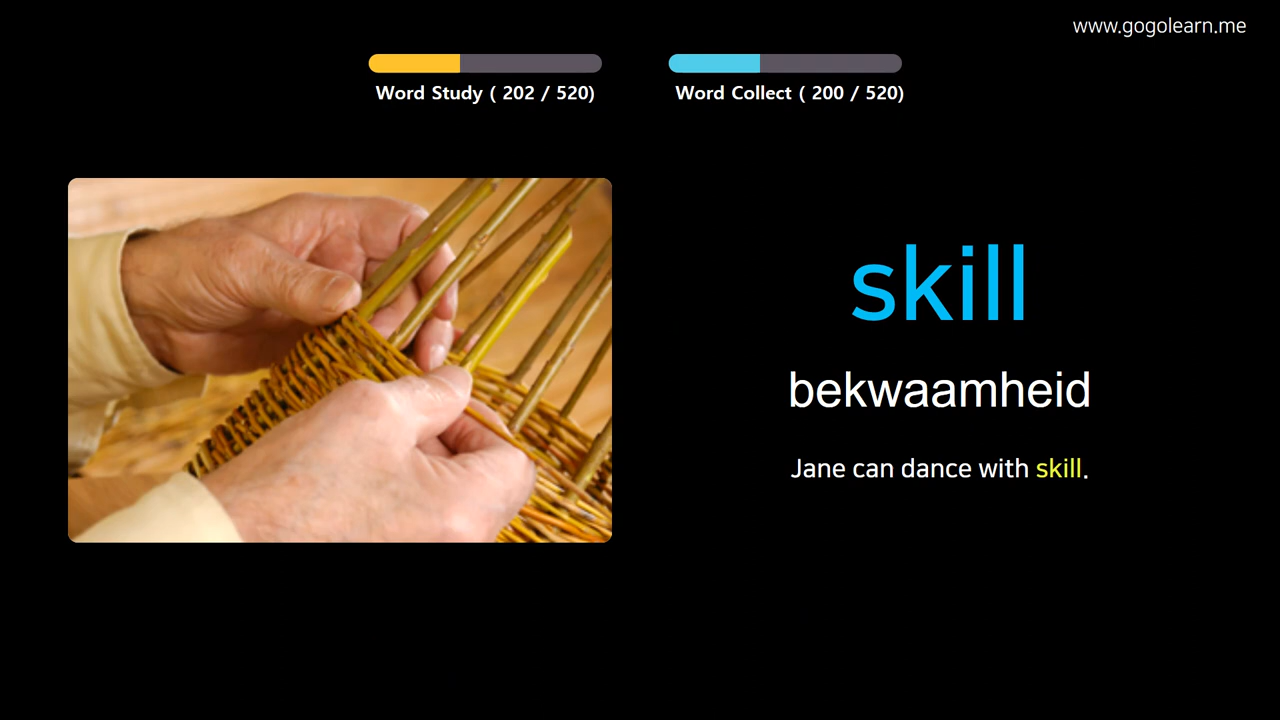 www.gogolearn.me
Word Study ( 202 / 520)
Word Collect ( 200 / 520)
skill
bekwaamheid
Jane can dance with skill.